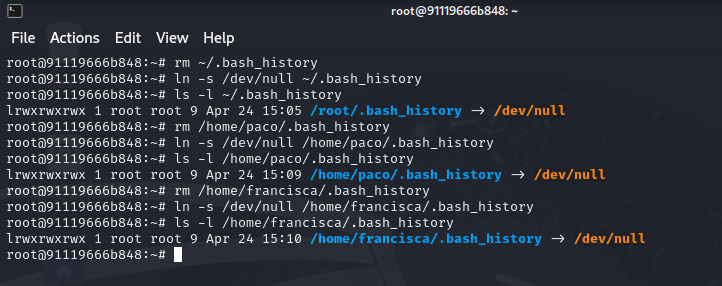 root@91119666b848: ~
File Actions Edit View Help
root@91119666b848:~# rm ~/.bash_history
root@91119666b848:~# ln -s /dev/null ~/.bash_history
root@91119666b848:~# ls -l ~/.bash_history
lrwxrwxrwx 1 root root 9 Apr 24 15:05 /root/.bash_history → /dev/null
root@91119666b848:~# rm /home/paco/.bash_history
root@91119666b848:~# ln -s /dev/null /home/paco/.bash_history
root@91119666b848:~# ls -l /home/paco/.bash_history
lrwxrwxrwx 1 root root 9 Apr 24 15:09 /home/paco/.bash_history → /dev/null
root@91119666b848:~# rm /home/francisca/.bash_history
root@91119666b848:~# ln -s /dev/null /home/francisca/.bash_history
root@91119666b848:~# ls -l /home/francisca/.bash_history
lrwxrwxrwx 1 root root 9 Apr 24 15:10 /home/francisca/.bash_history → /dev/null
root@91119666b848:~#